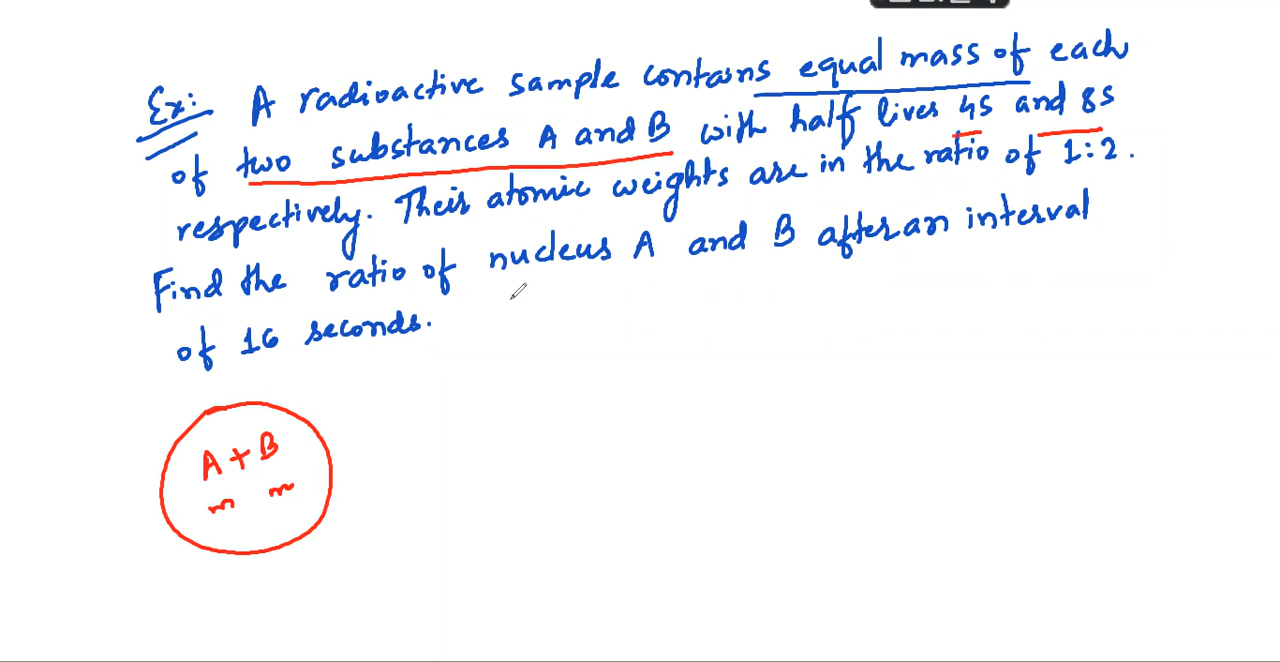 Ex: A radioactive sample contains equal mass of each
of two substances A and B with half lives 4s and 8s
respectively. Their atomic weights are in the ratio of 1:2.
Find the ratio of nucleus A and B after an interval
of 16 seconds.
A + B
m m